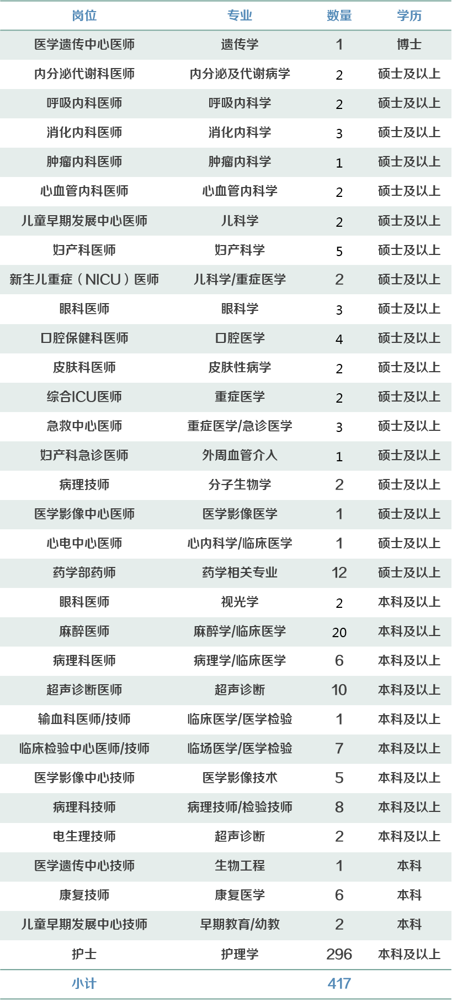 岗位 专业 数量 学历
医学遗传中心医师 遗传学 1 博士
内分泌代谢科医师 内分泌及代谢病学 2 硕士及以上
呼吸内科医师 呼吸内科学 2 硕士及以上
消化内科医师 消化内科学 3 硕士及以上
肿瘤内科医师 肿瘤内科学 1 硕士及以上
心血管内科医师 心血管内科学 2 硕士及以上
儿童早期发展中心医师 儿科学 2 硕士及以上
妇产科医师 妇产科学 5 硕士及以上
新生儿重症（NICU）医师 儿科学/重症医学 2 硕士及以上
眼科医师 眼科学 3 硕士及以上
口腔保健科医师 口腔医学 4 硕士及以上
皮肤科医师 皮肤性病学 2 硕士及以上
综合ICU医师 重症医学 2 硕士及以上
急救中心医师 重症医学/急诊医学 3 硕士及以上
妇产科急诊医师 外周血管介入 1 硕士及以上
病理技师 分子生物学 2 硕士及以上
医学影像中心医师 医学影像医学 1 硕士及以上
心电中心医师 心内科学/临床医学 1 硕士及以上
药学部药师 药学相关专业 12 硕士及以上
眼科医师 视光学 2 本科及以上
麻醉医师 麻醉学/临床医学 20 本科及以上
病理科医师 病理学/临床医学 6 本科及以上
超声诊断医师 超声诊断 10 本科及以上
输血科医师/技师 临床医学/医学检验 1 本科及以上
临床检验中心医师/技师 临场医学/医学检验 7 本科及以上
医学影像中心技师 医学影像技术 5 本科及以上
病理科技师 病理技师/检验技师 8 本科及以上
电生理技师 超声诊断 2 本科及以上
医学遗传中心技师 生物工程 1 本科
康复技师 康复医学 6 本科
儿童早期发展中心技师 早期教育/幼教 2 本科
护士 护理学 296 本科及以上
小计 417